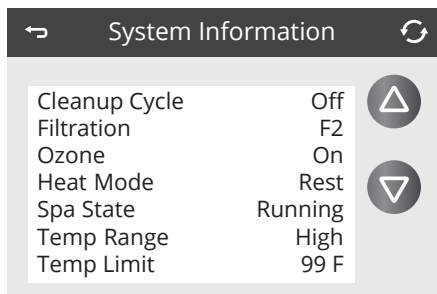 System Information
Cleanup Cycle Off
Filtration F2
Ozone On
Heat Mode Rest
Spa State Running
Temp Range High
Temp Limit 99 F